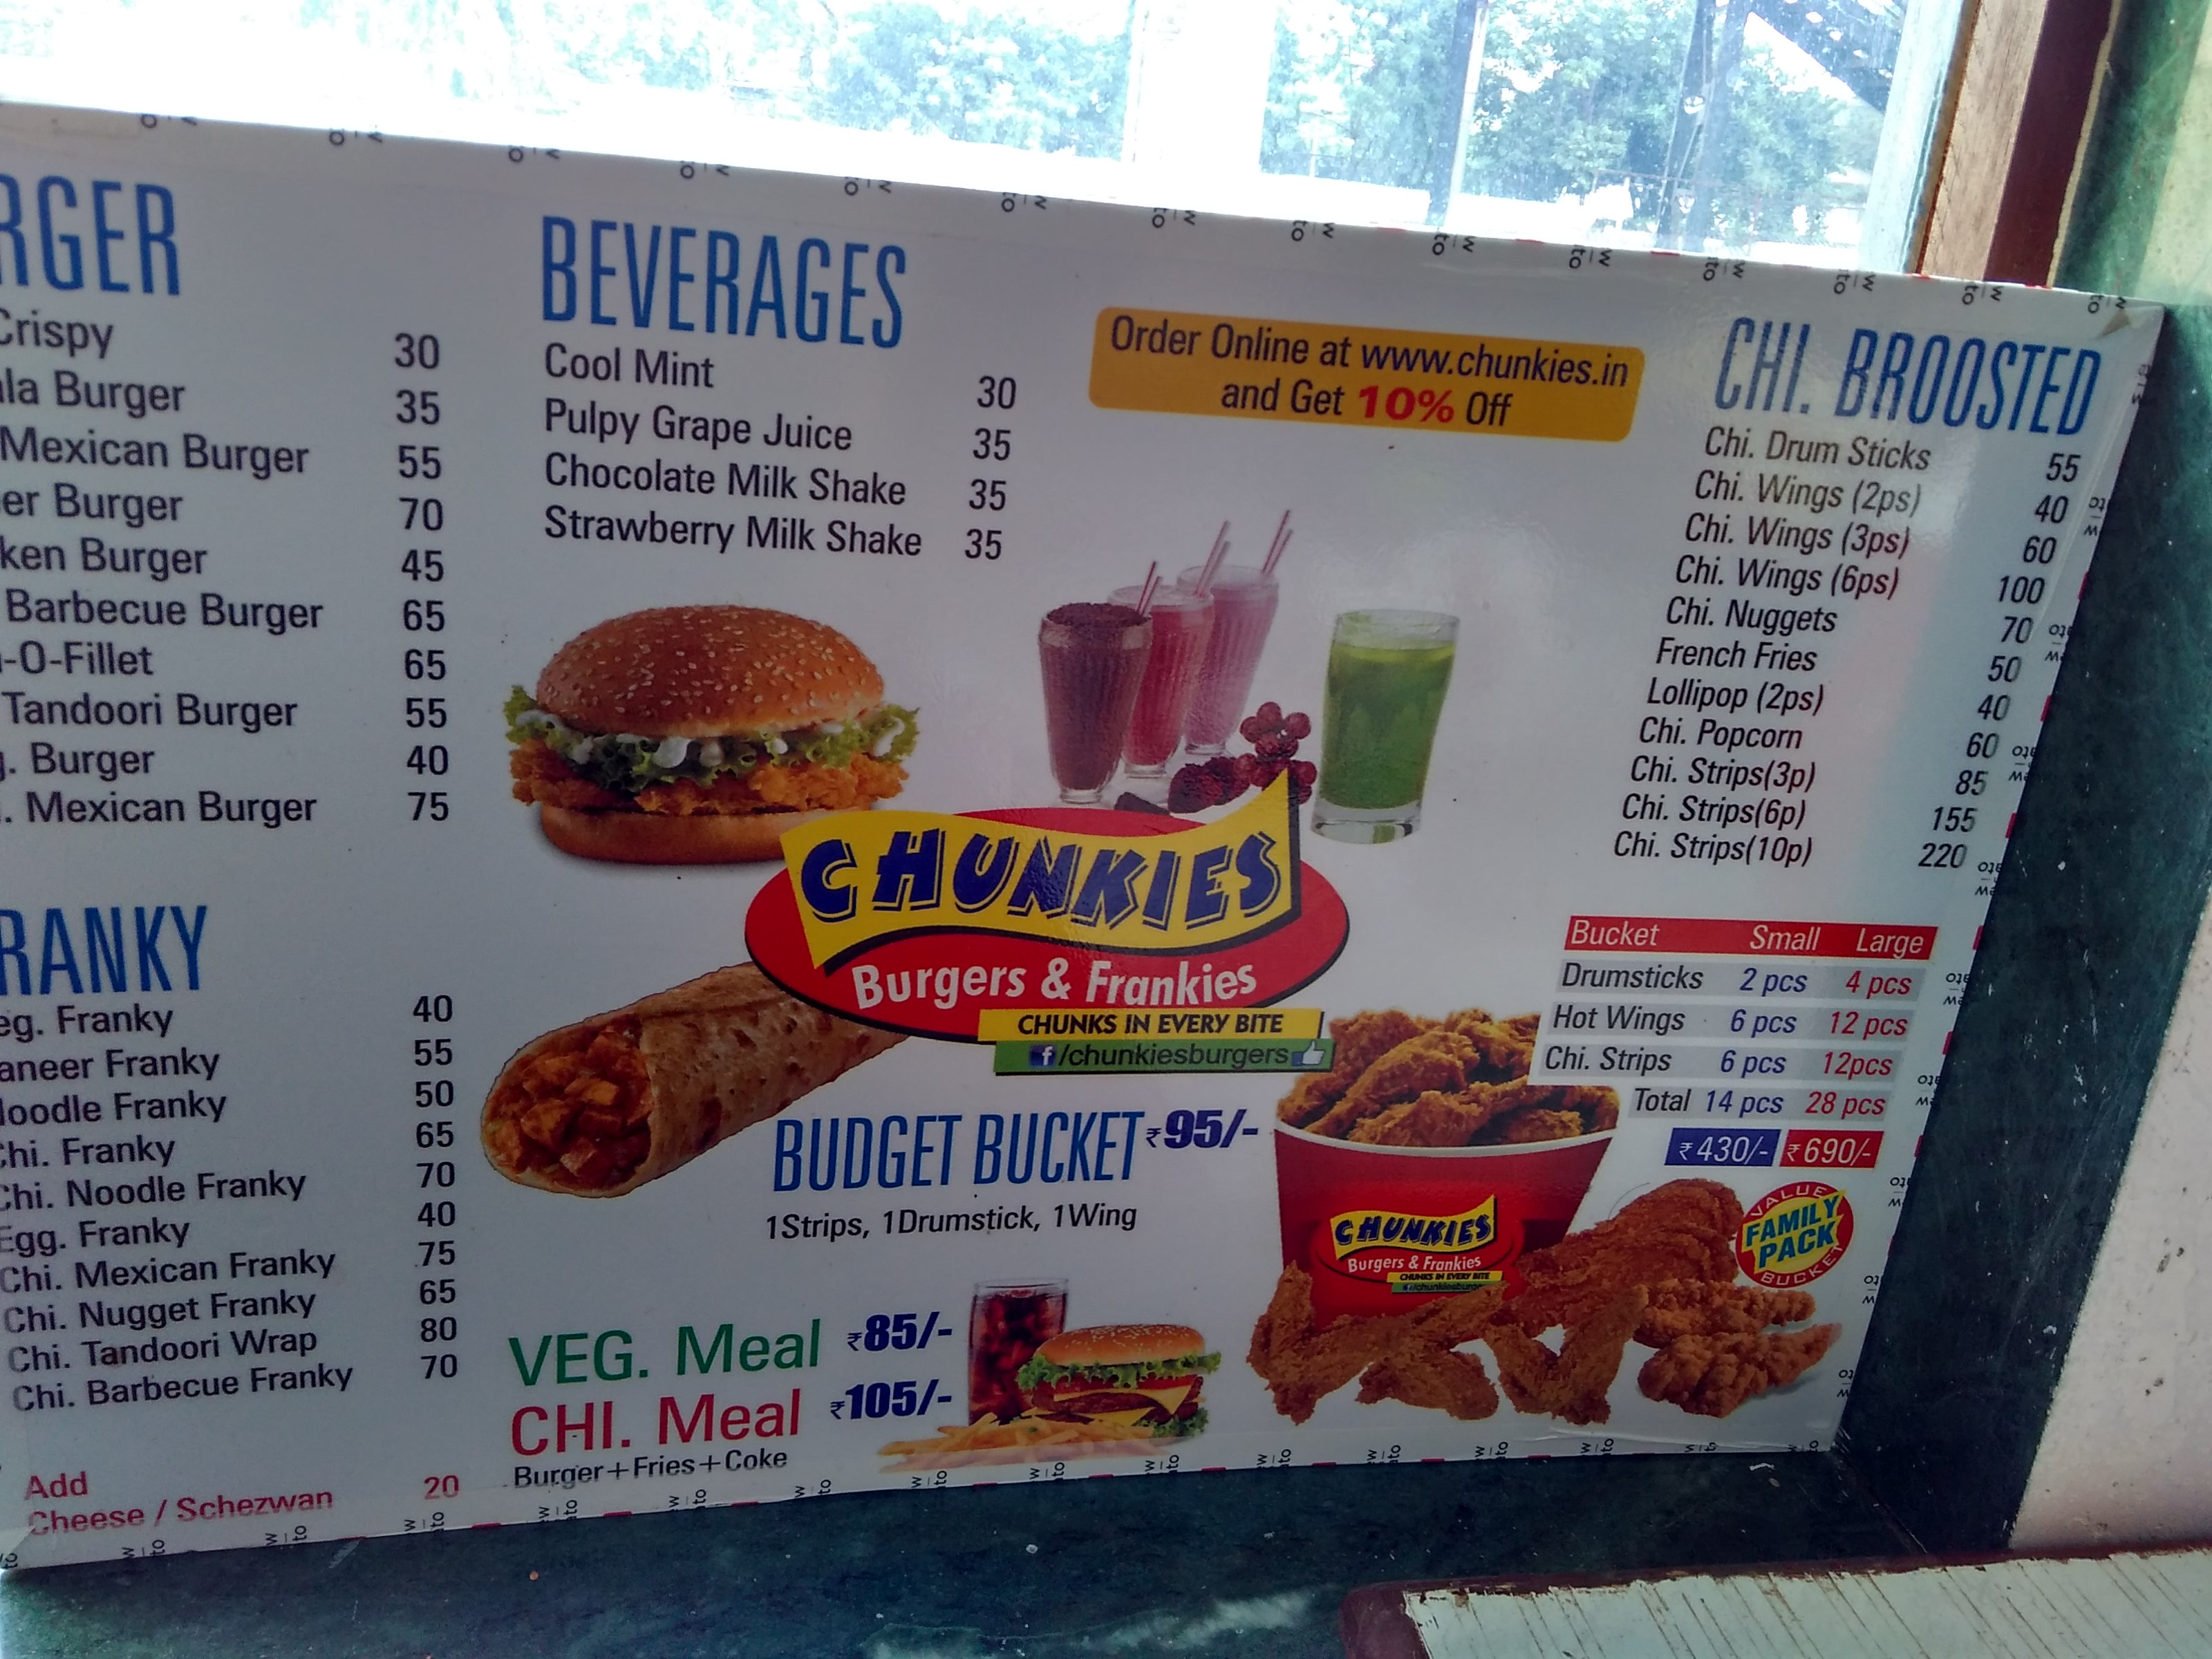 BEVERAGES
Cool Mint 30
Pulpy Grape Juice 35
Chocolate Milk Shake 35
Strawberry Milk Shake 35
Crispy 30
Burger 35
Mexican Burger 55
Burger 70
Burger 45
Barbecue Burger 65
-O-Fillet 65
Tandoori Burger 55
Burger 40
Mexican Burger 75
Franky 40
Franky 55
Franky 50
Chi. Franky 65
Chi. Noodle Franky 70
Egg. Franky 40
Chi. Mexican Franky 75
Chi. Nugget Franky 65
Chi. Tandoori Wrap 80
Chi. Barbecue Franky 70
Add
Cheese / Schezwan 20
Order Online at www.chunkies.in
and Get 10% Off
CHUNKIES
Burgers & Frankies
CHUNKS IN EVERY BITE
f/chunkiesburgers
BUDGET BUCKET ₹95/-
1Strips, 1Drumstick, 1Wing
VEG. Meal ₹85/-
CHI. Meal ₹105/-
Burger+Fries+Coke
CHI. BROOSTED
Chi. Drum Sticks 55
Chi. Wings (2ps) 40
Chi. Wings (3ps) 60
Chi. Wings (6ps) 100
Chi. Nuggets 70
French Fries 50
Lollipop (2ps) 40
Chi. Popcorn 60
Chi. Strips(3p) 85
Chi. Strips(6p) 155
Chi. Strips(10p) 220
Bucket Small Large
Drumsticks 2 pcs 4 pcs
Hot Wings 6 pcs 12 pcs
Chi. Strips 6 pcs 12pcs
Total 14 pcs 28 pcs
₹430/- ₹690/-
CHUNKIES
Burgers & Frankies
CHUNKS IN EVERY BITE
VALUE
FAMILY
PACK
BUCKET